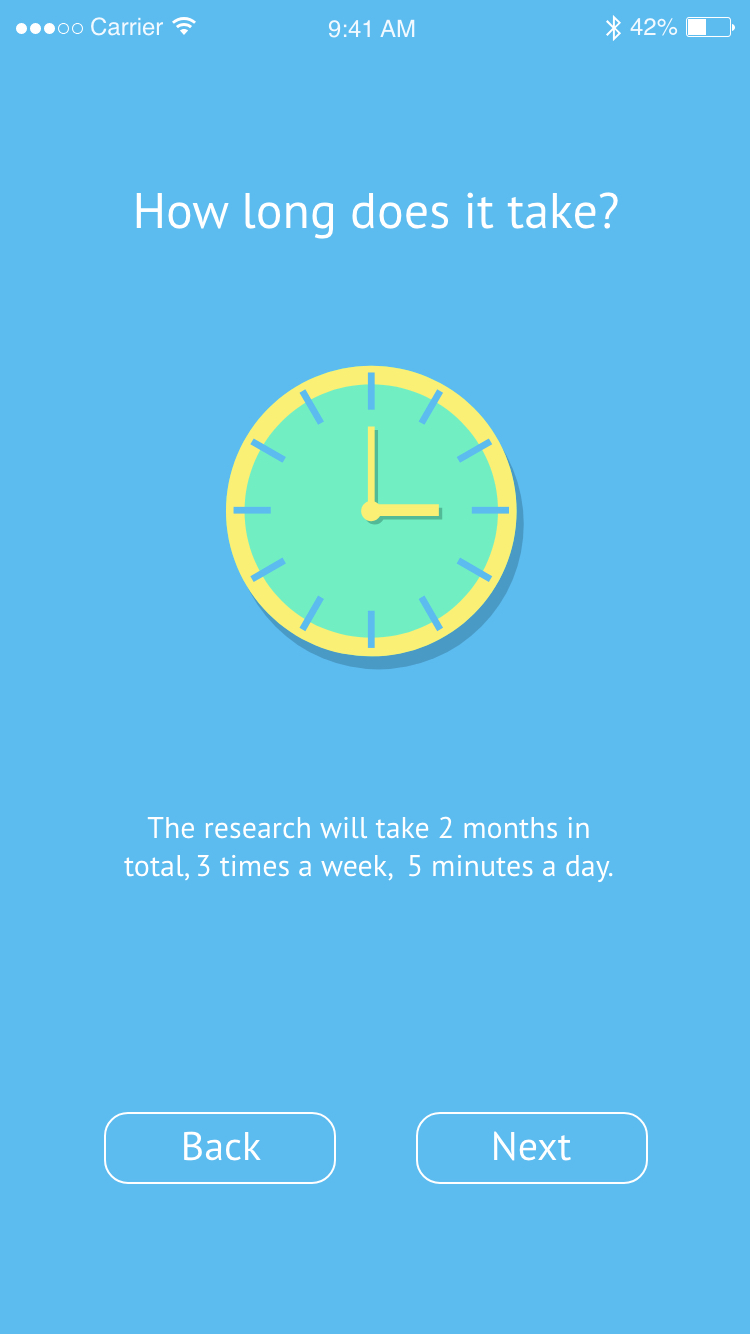 Carrier 9:41 AM 42%
How long does it take?
The research will take 2 months in
total, 3 times a week,  5 minutes a day.
Back Next